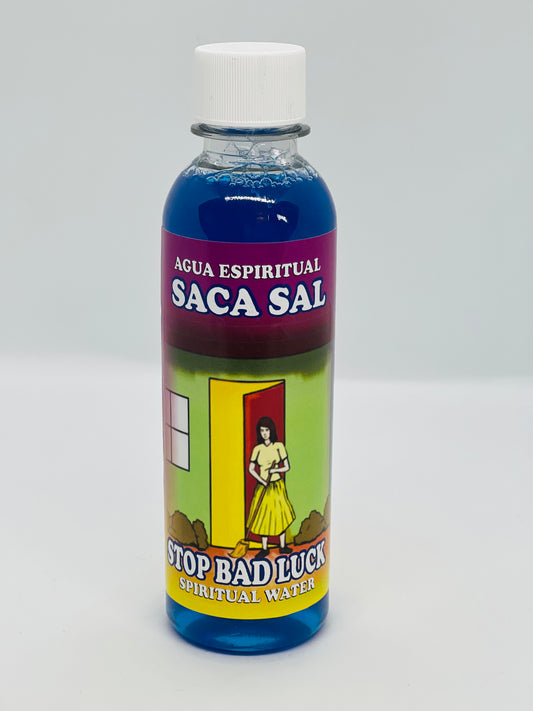 AGUA ESPIRITUAL
SACA SAL
STOP BAD LUCK
SPIRITUAL WATER